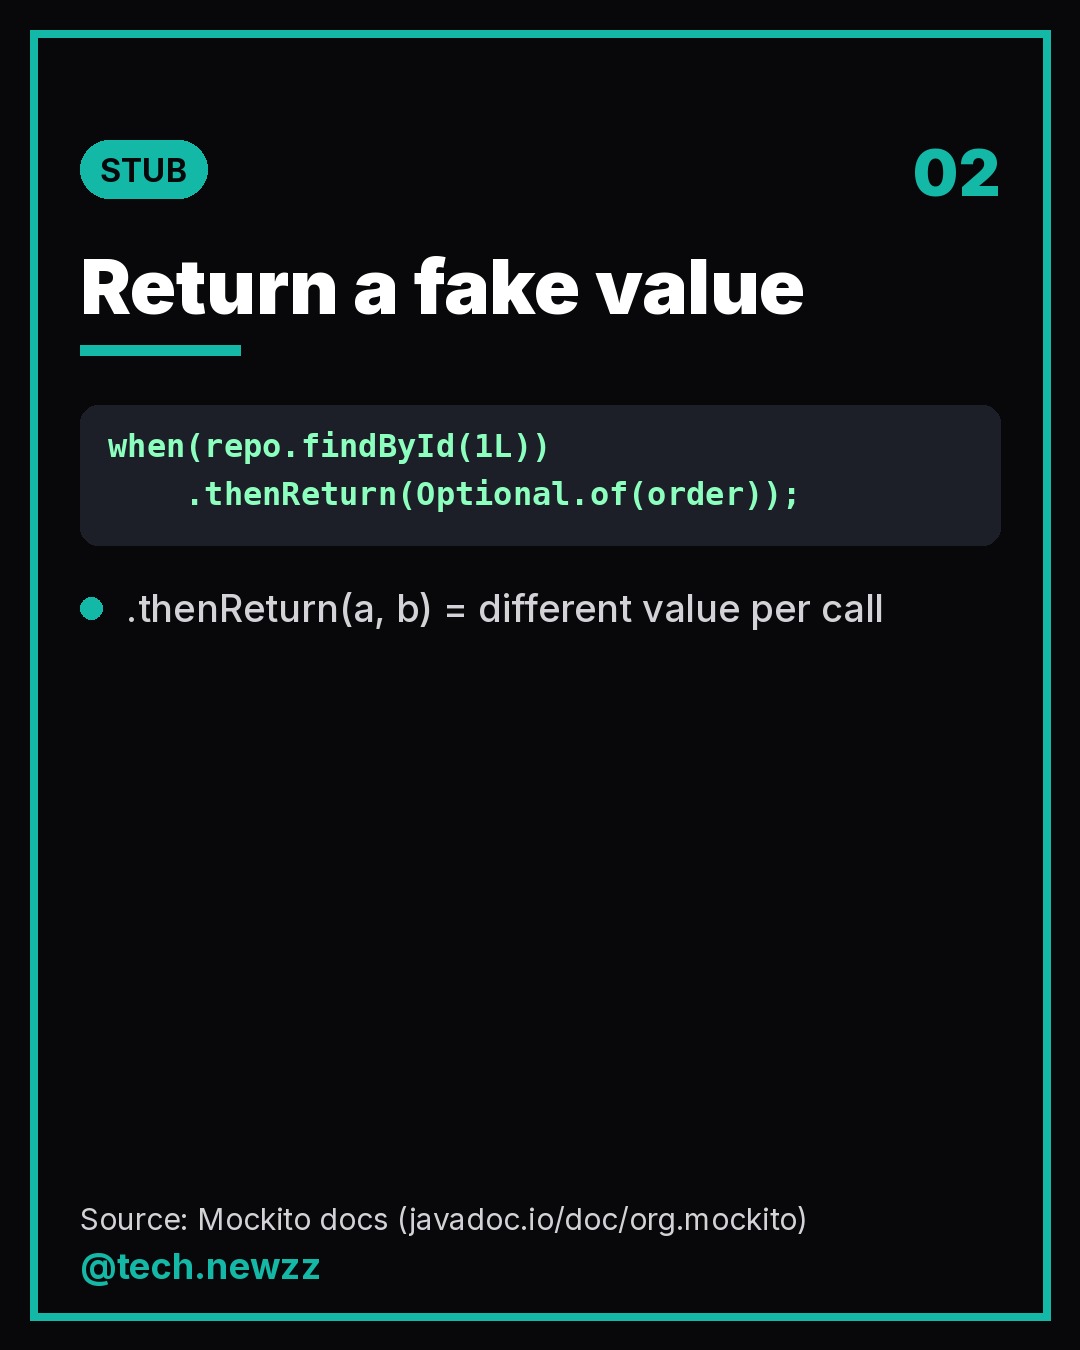 STUB
02
Return a fake value
when(repo.findById(1L))
    .thenReturn(Optional.of(order));
.thenReturn(a, b) = different value per call
Source: Mockito docs (javadoc.io/doc/org.mockito)
@tech.newzz